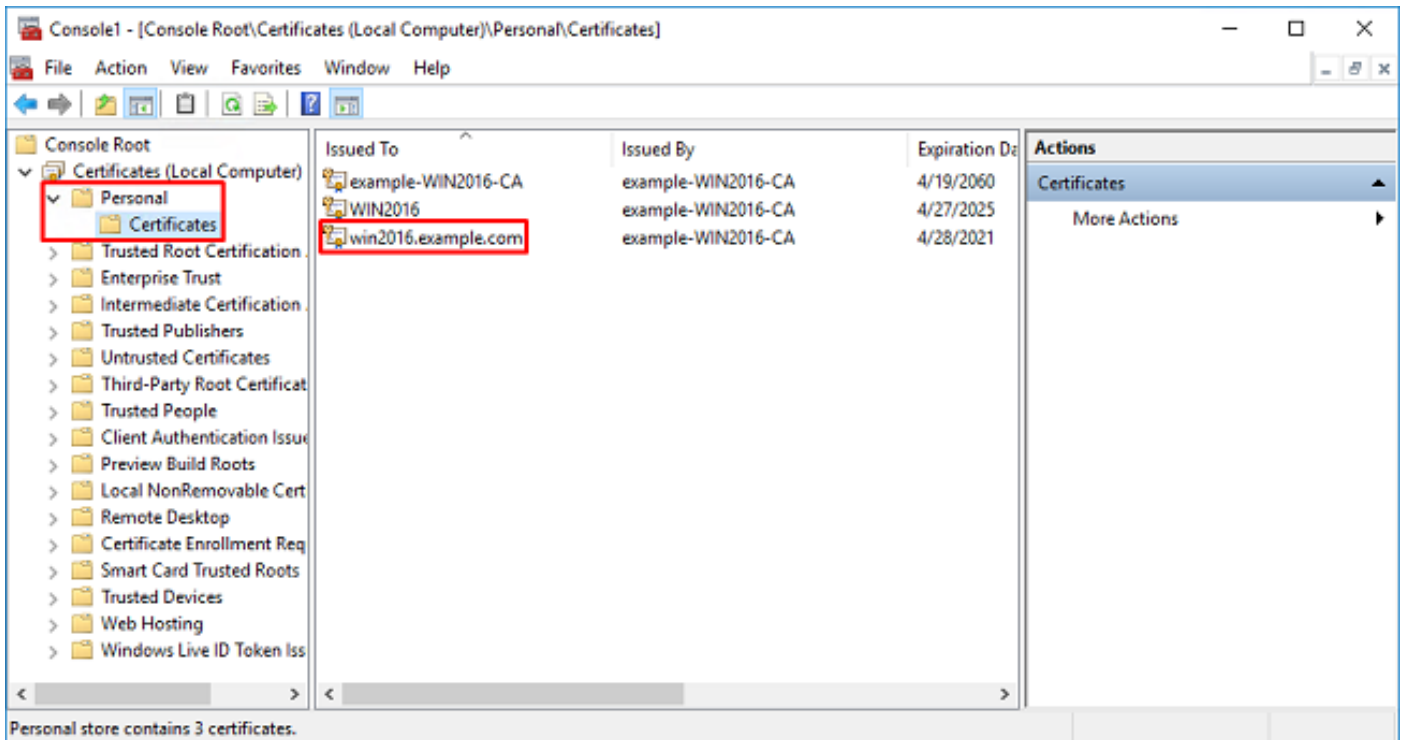 Console1 - [Console Root\Certificates (Local Computer)\Personal\Certificates]
File Action View Favorites Window Help
Console Root
Certificates (Local Computer)
Personal
Certificates
Trusted Root Certification
Enterprise Trust
Intermediate Certification
Trusted Publishers
Untrusted Certificates
Third-Party Root Certificat
Trusted People
Client Authentication Issue
Preview Build Roots
Local NonRemovable Cert
Remote Desktop
Certificate Enrollment Req
Smart Card Trusted Roots
Trusted Devices
Web Hosting
Windows Live ID Token Iss
Issued To Issued By Expiration Da
example-WIN2016-CA example-WIN2016-CA 4/19/2060
WIN2016 example-WIN2016-CA 4/27/2025
win2016.example.com example-WIN2016-CA 4/28/2021
Actions
Certificates
More Actions
Personal store contains 3 certificates.